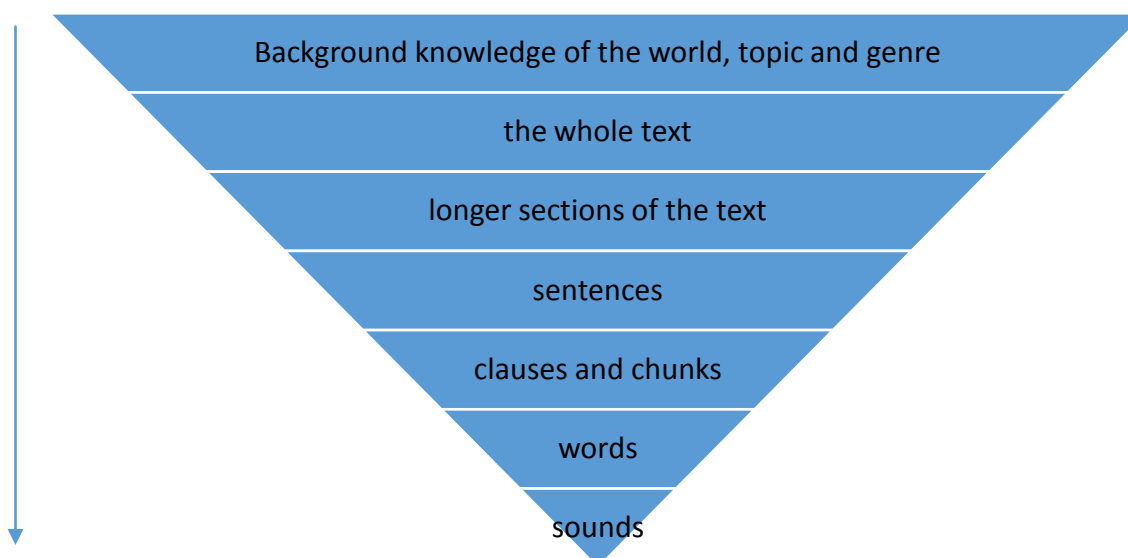 Background knowledge of the world, topic and genre
the whole text
longer sections of the text
sentences
clauses and chunks
words
sounds